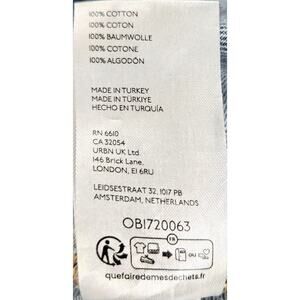 100% COTTON
100% COTON
100% BAUMWOLLE
100% COTONE
100% ALGODÓN
MADE IN TURKEY
MADE IN TÜRKIYE
HECHO EN TURQUÍA
RN 6610
CA 32054
URBN UK Ltd.
146 Brick Lane,
LONDON, E1 6RU
LEIDSESTRAAT 32, 1017 PB
AMSTERDAM, NETHERLANDS
OB1720063
FR
OU
quefairedemesdechets.fr